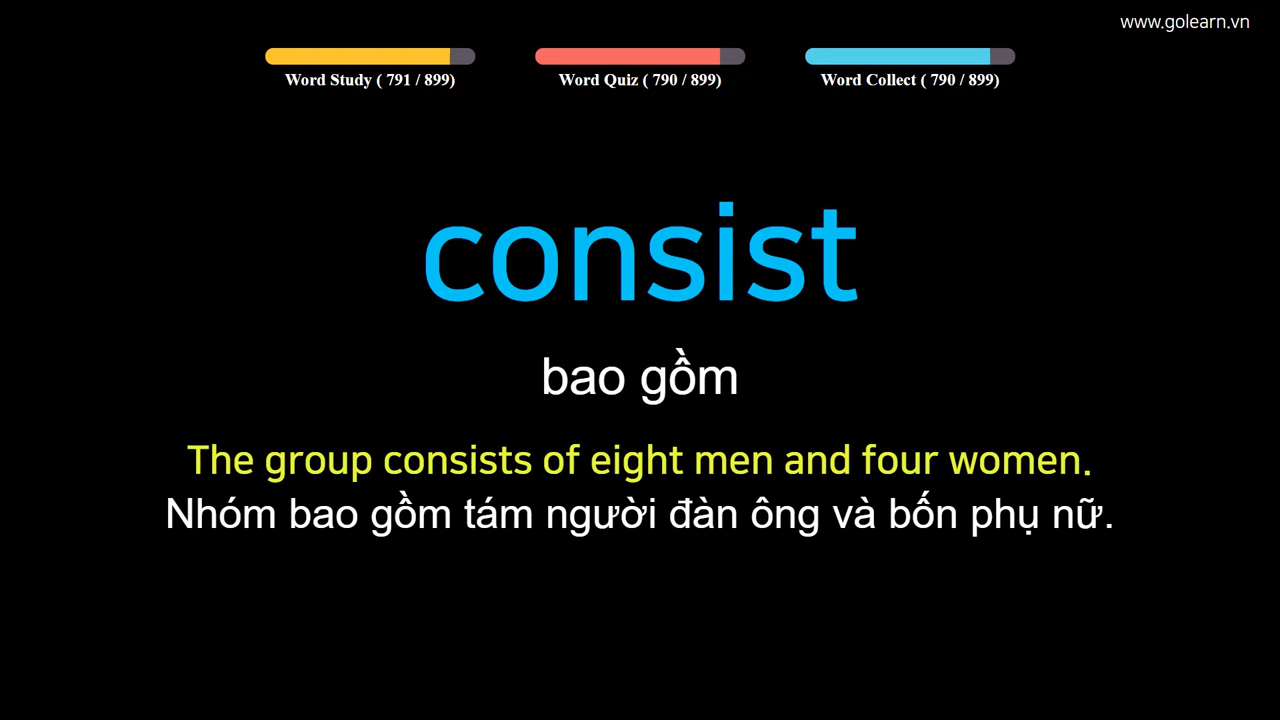 www.golearn.vn
Word Study ( 791 / 899)
Word Quiz ( 790 / 899)
Word Collect ( 790 / 899)
consist
bao gồm
The group consists of eight men and four women.
Nhóm bao gồm tám người đàn ông và bốn phụ nữ.